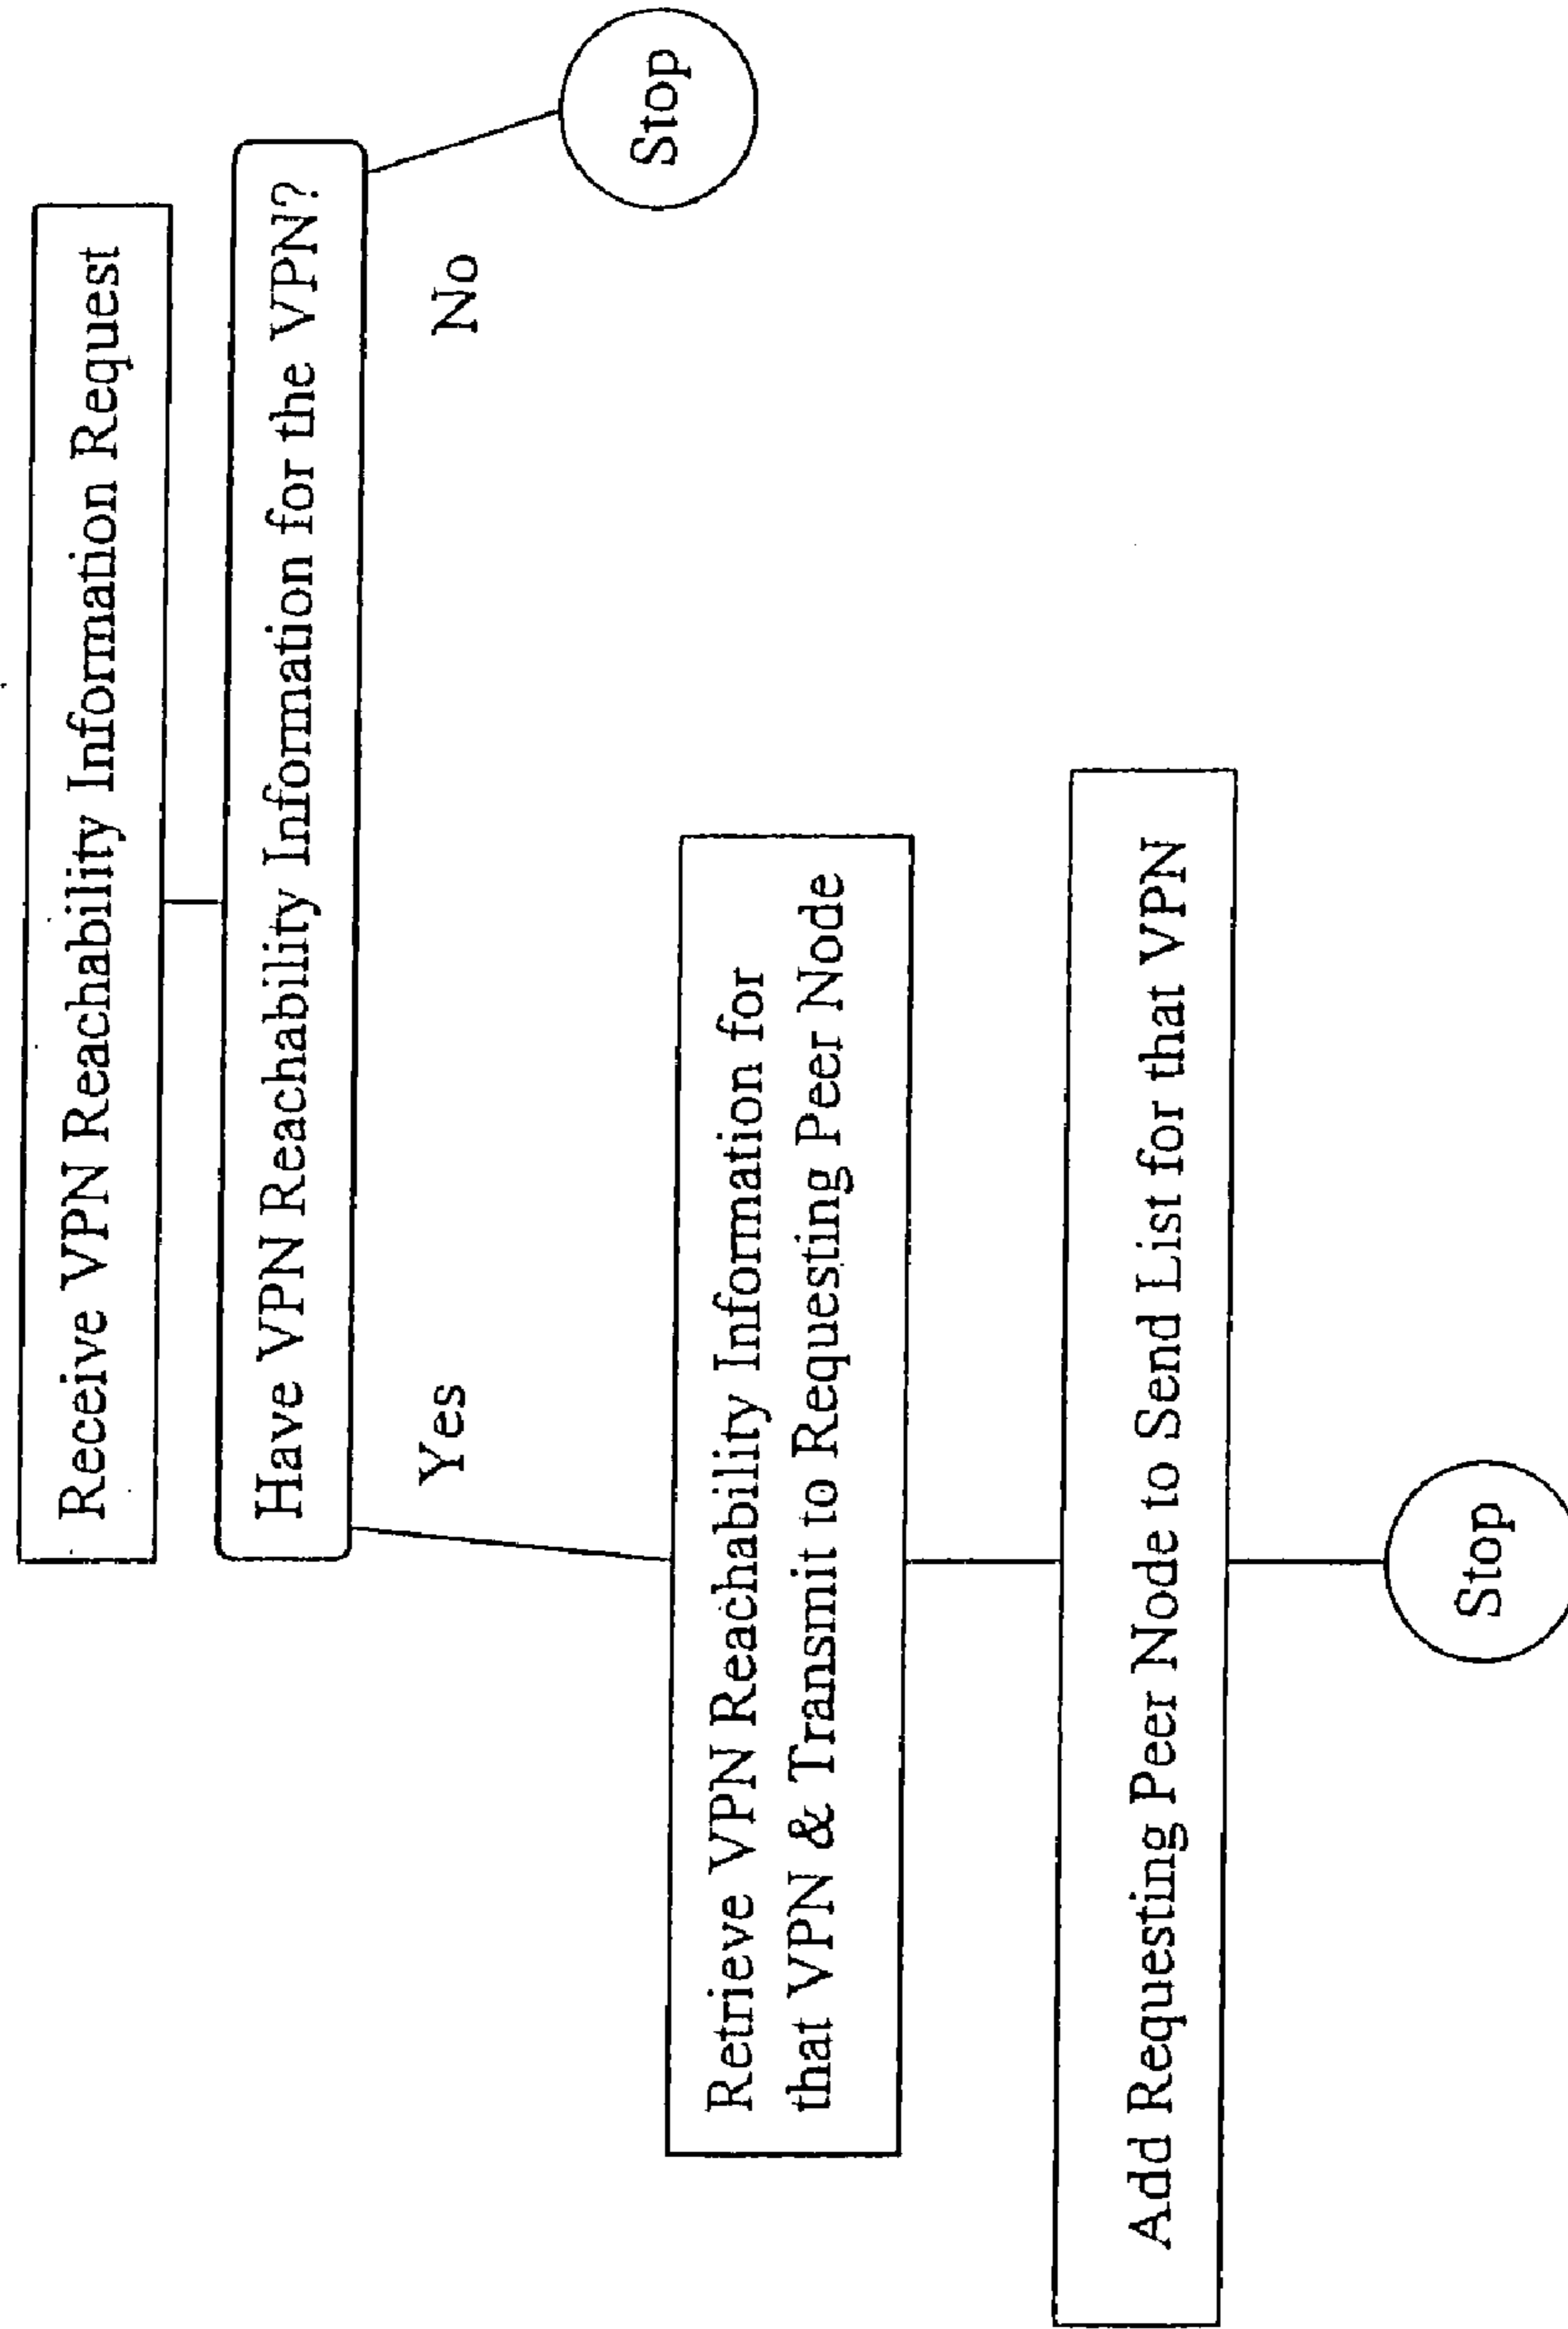 Receive VPN Reachability Information Request
Have VPN Reachability Information for the VPN?
Yes
No
Stop
Retrieve VPN Reachability Information for
that VPN & Transmit to Requesting Peer Node
Add Requesting Peer Node to Send List for that VPN
Stop